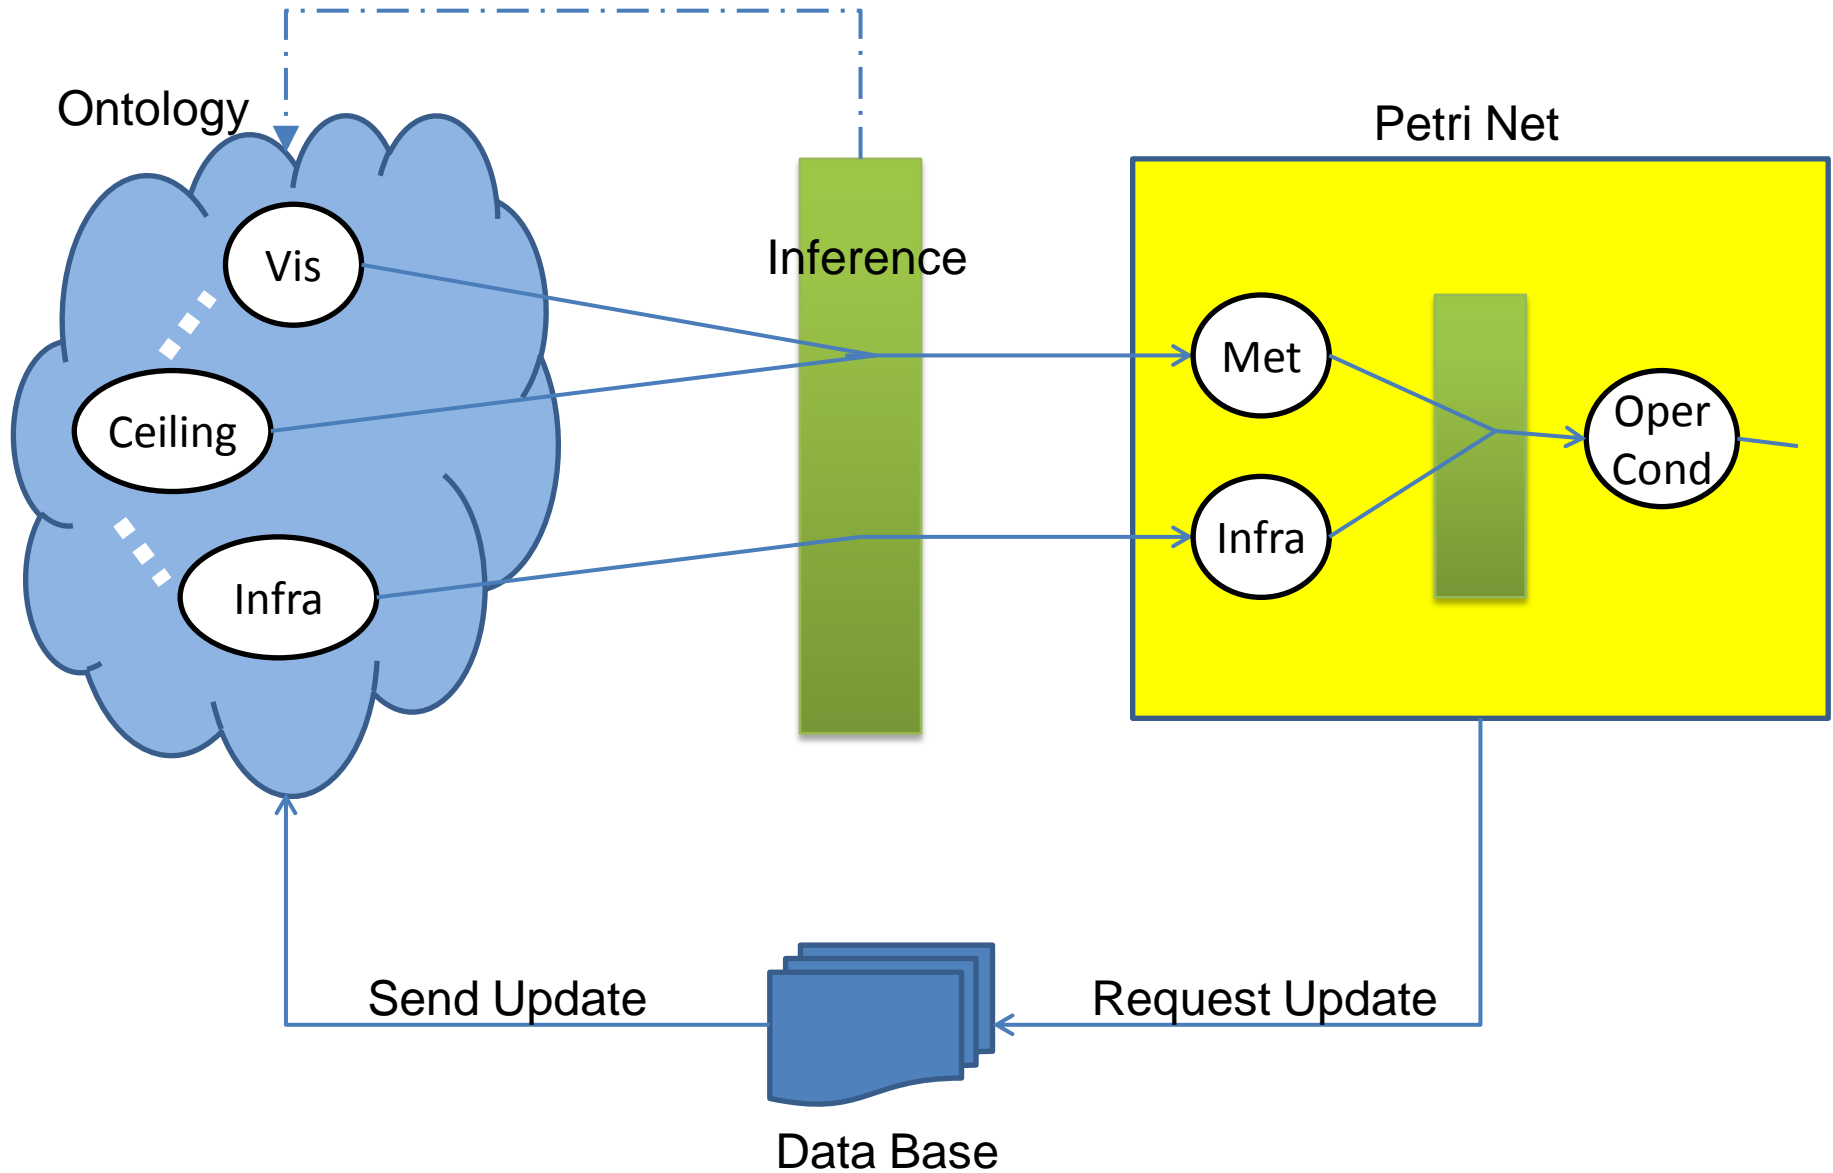 Ontology
Petri Net
Vis
Inference
Met
Ceiling
Oper
Cond
Infra
Infra
Send Update
Request Update
Data Base